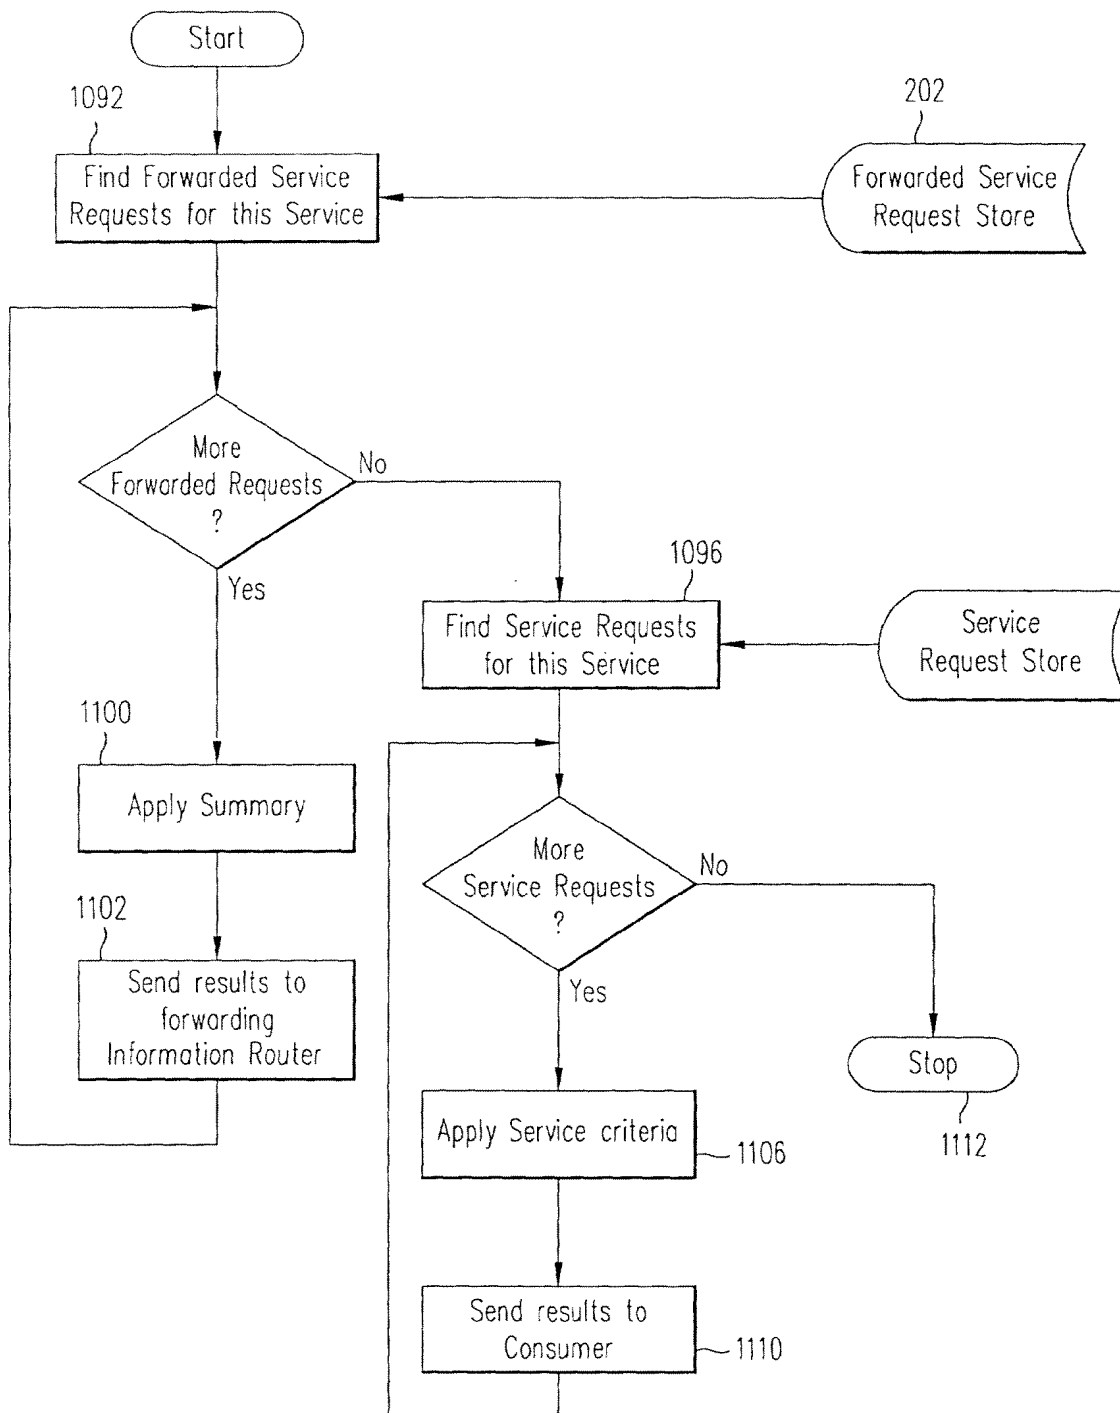 Start
1092
Find Forwarded Service
Requests for this Service
202
Forwarded Service
Request Store
More
Forwarded Requests
?
No
Yes
1096
Find Service Requests
for this Service
Service
Request Store
1100
Apply Summary
1102
Send results to
forwarding
Information Router
More
Service Requests
?
No
Yes
Stop
1112
Apply Service criteria
1106
Send results to
Consumer
1110